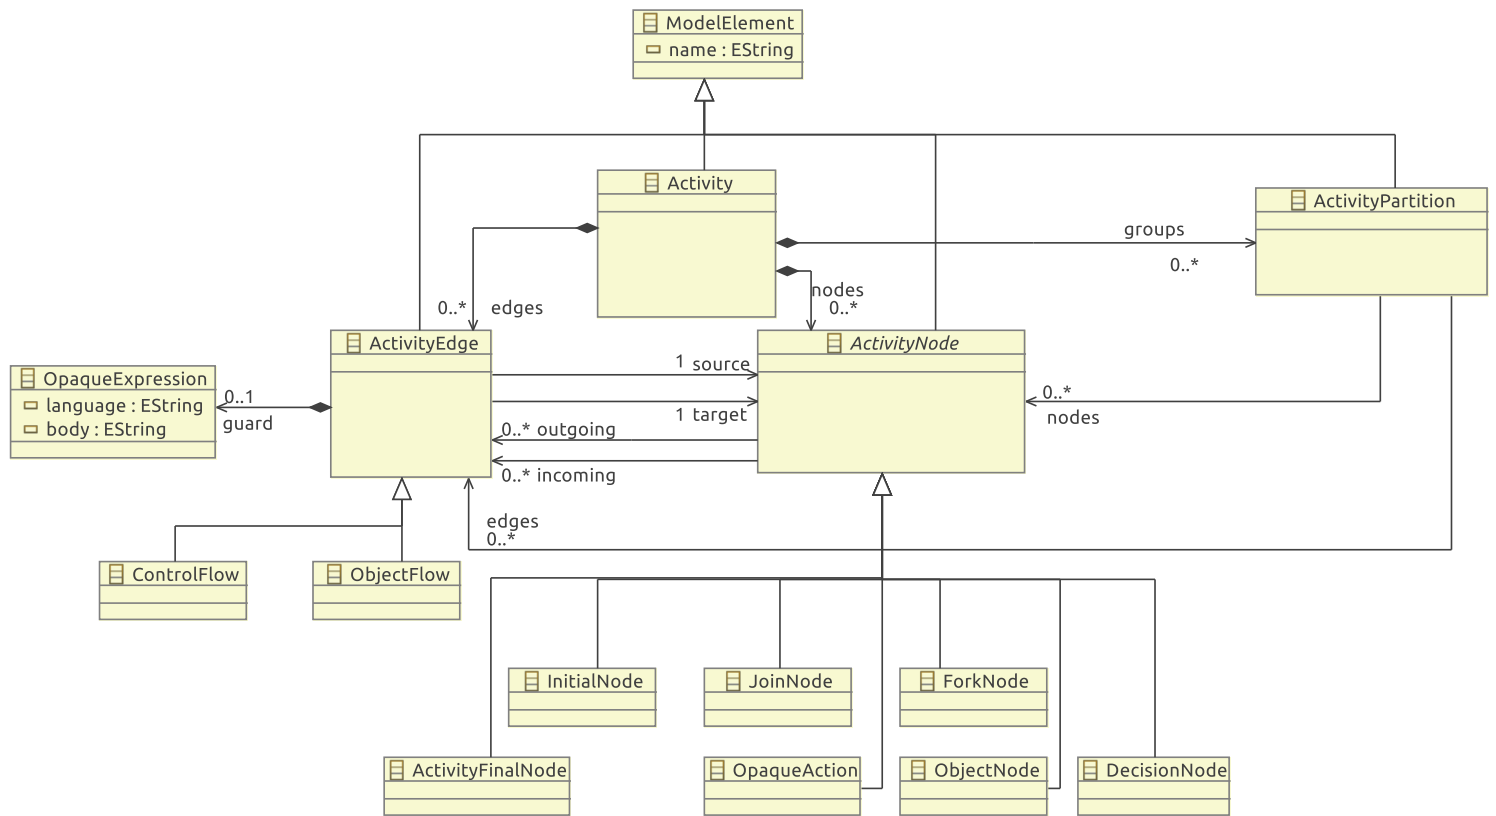 ModelElement
name : EString
Activity
ActivityPartition
groups
0..*
nodes
0..*
0..*
edges
ActivityEdge
ActivityNode
1 source
OpaqueExpression
language : EString
body : EString
0..1
guard
1 target
0..*
nodes
0..* outgoing
0..* incoming
edges
0..*
ControlFlow
ObjectFlow
InitialNode
JoinNode
ForkNode
ActivityFinalNode
OpaqueAction
ObjectNode
DecisionNode